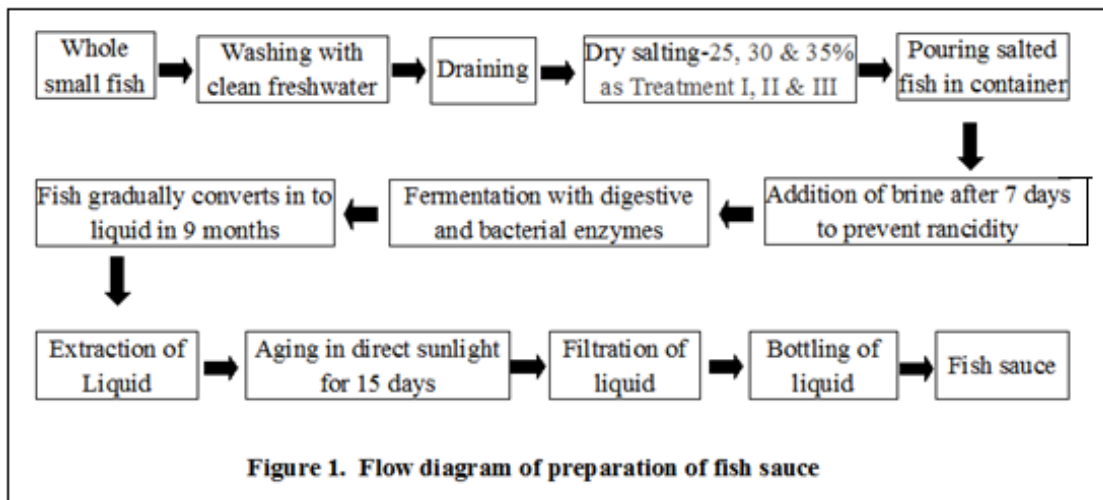 Whole
small fish
Washing with
clean freshwater
Draining
Dry salting-25, 30 & 35%
as Treatment I, II & III
Pouring salted
fish in container
Addition of brine after 7 days
to prevent rancidity
Fermentation with digestive
and bacterial enzymes
Fish gradually converts in to
liquid in 9 months
Extraction of
Liquid
Aging in direct sunlight
for 15 days
Filtration of
liquid
Bottling of
liquid
Fish sauce
Figure 1. Flow diagram of preparation of fish sauce